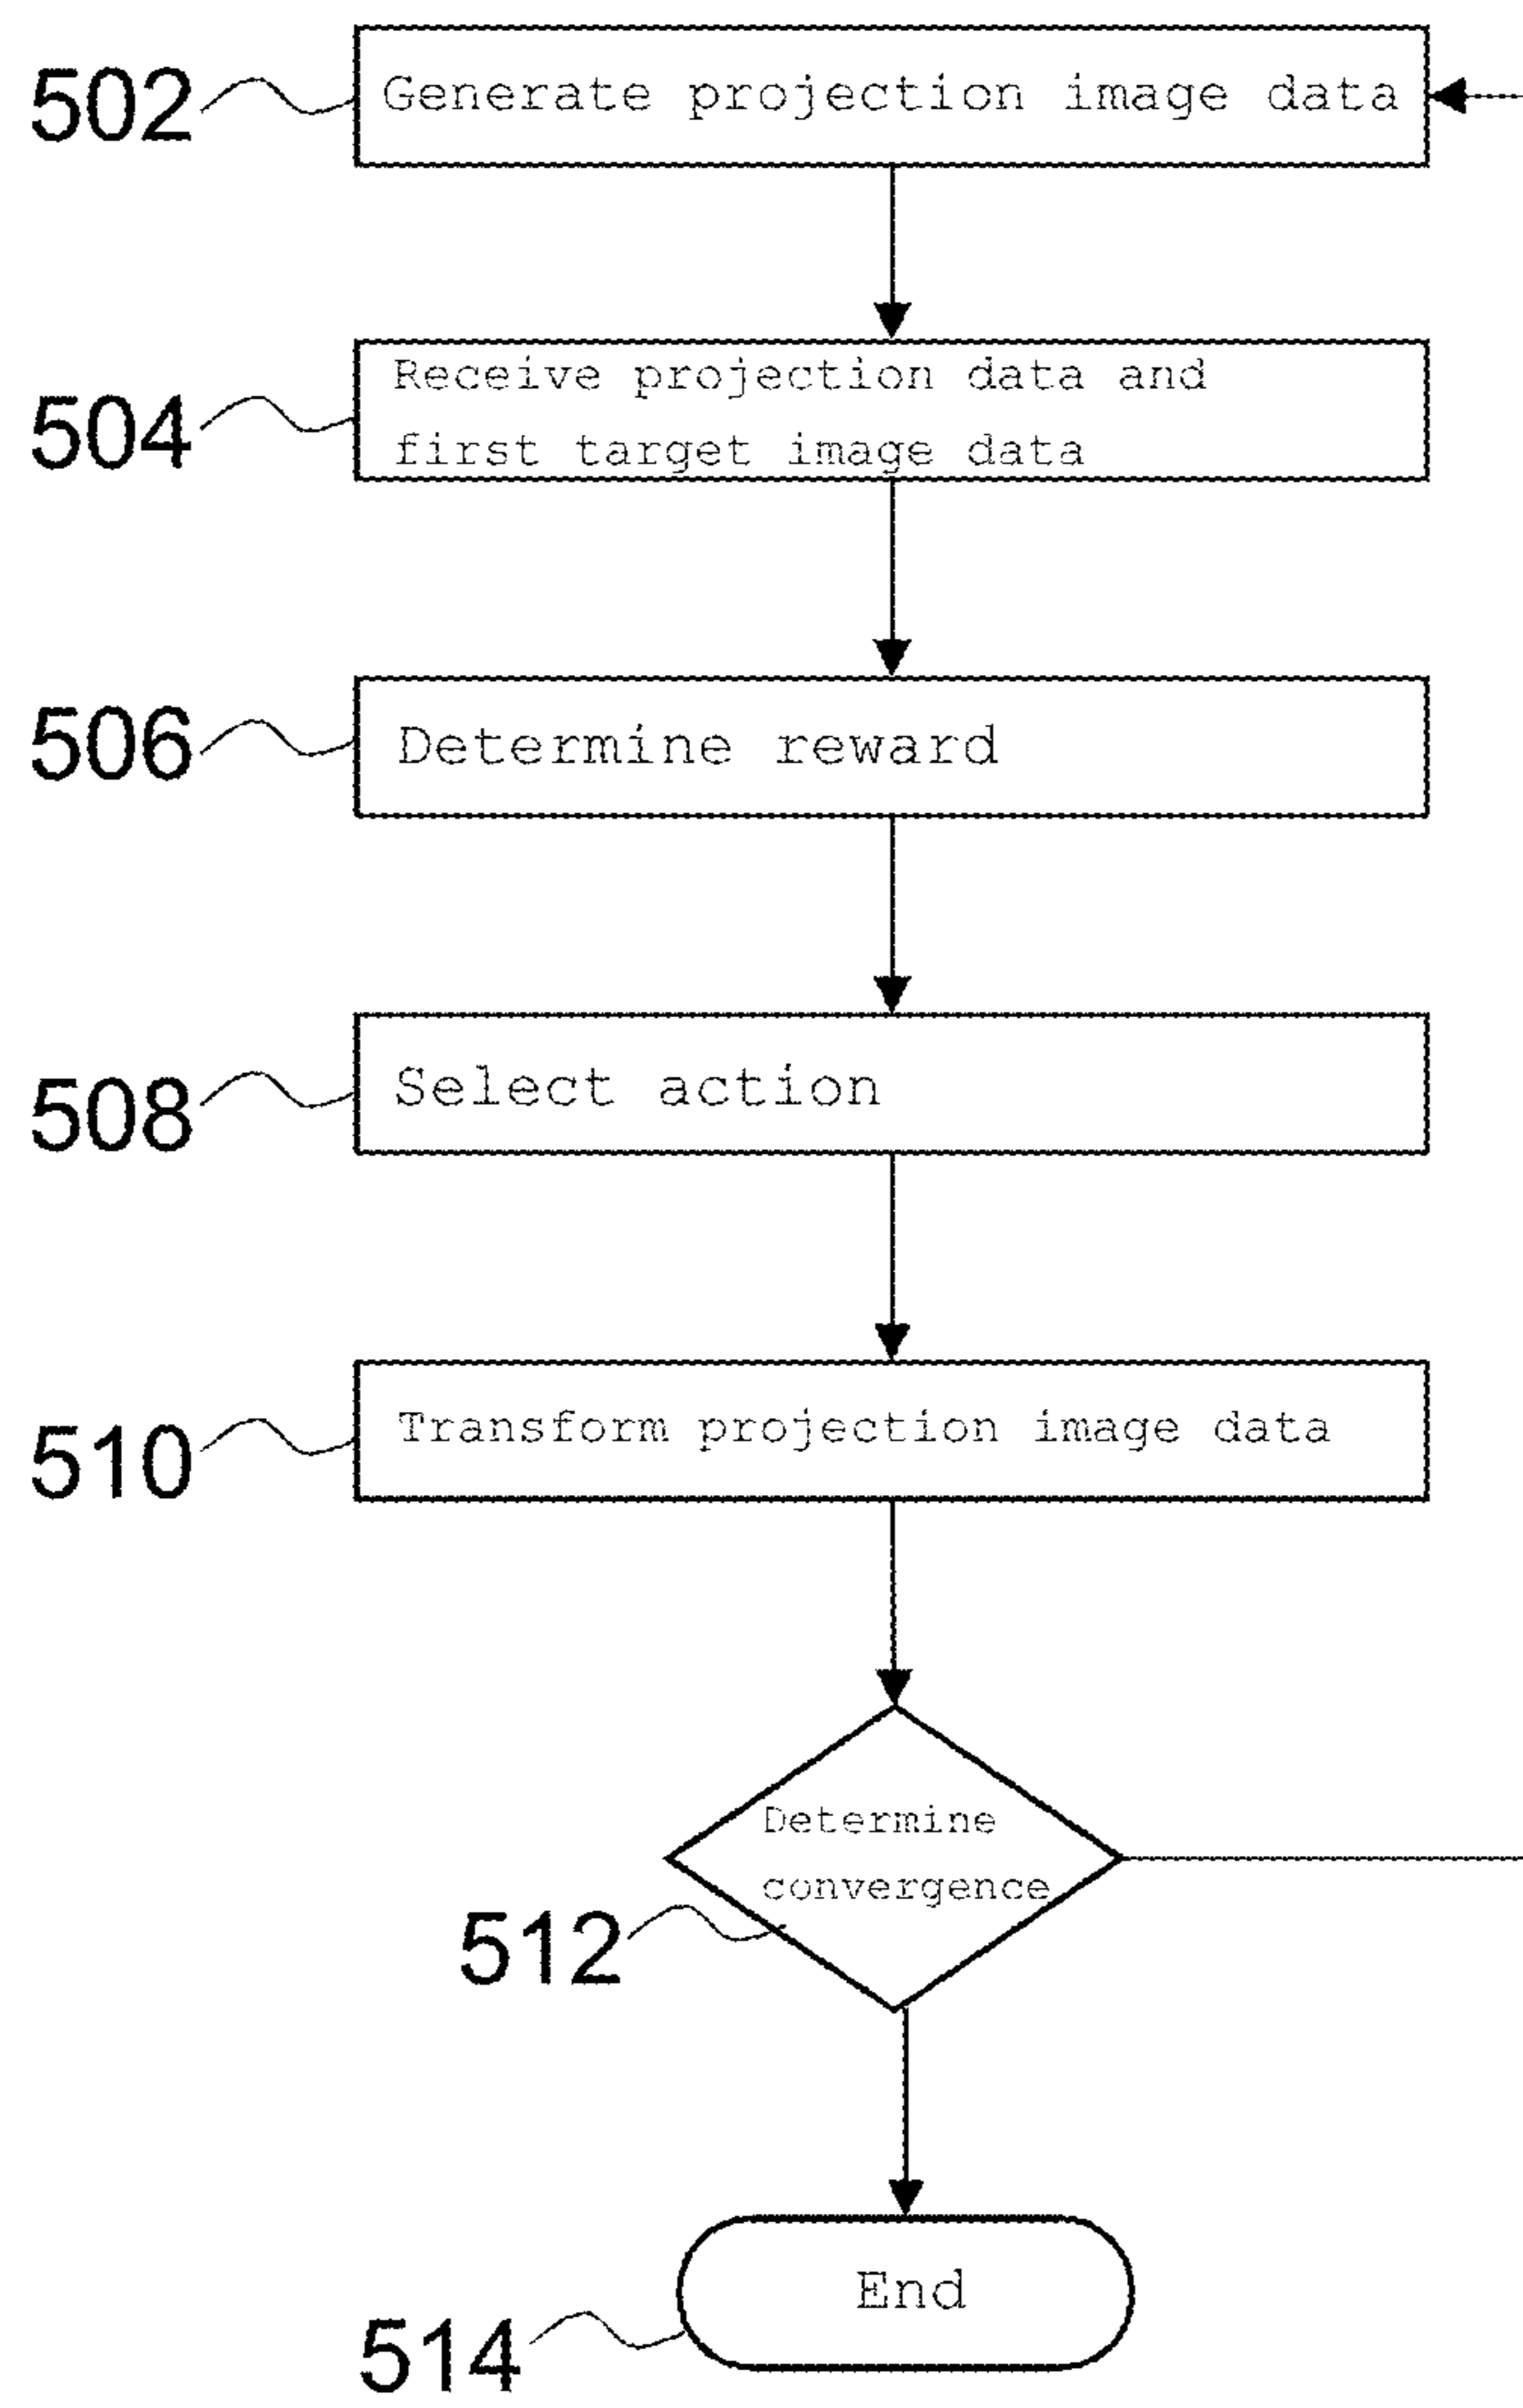 502
Generate projection image data
504
Receive projection data and
first target image data
506
Determine reward
508
Select action
510
Transform projection image data
Determine
convergence
512
End
514